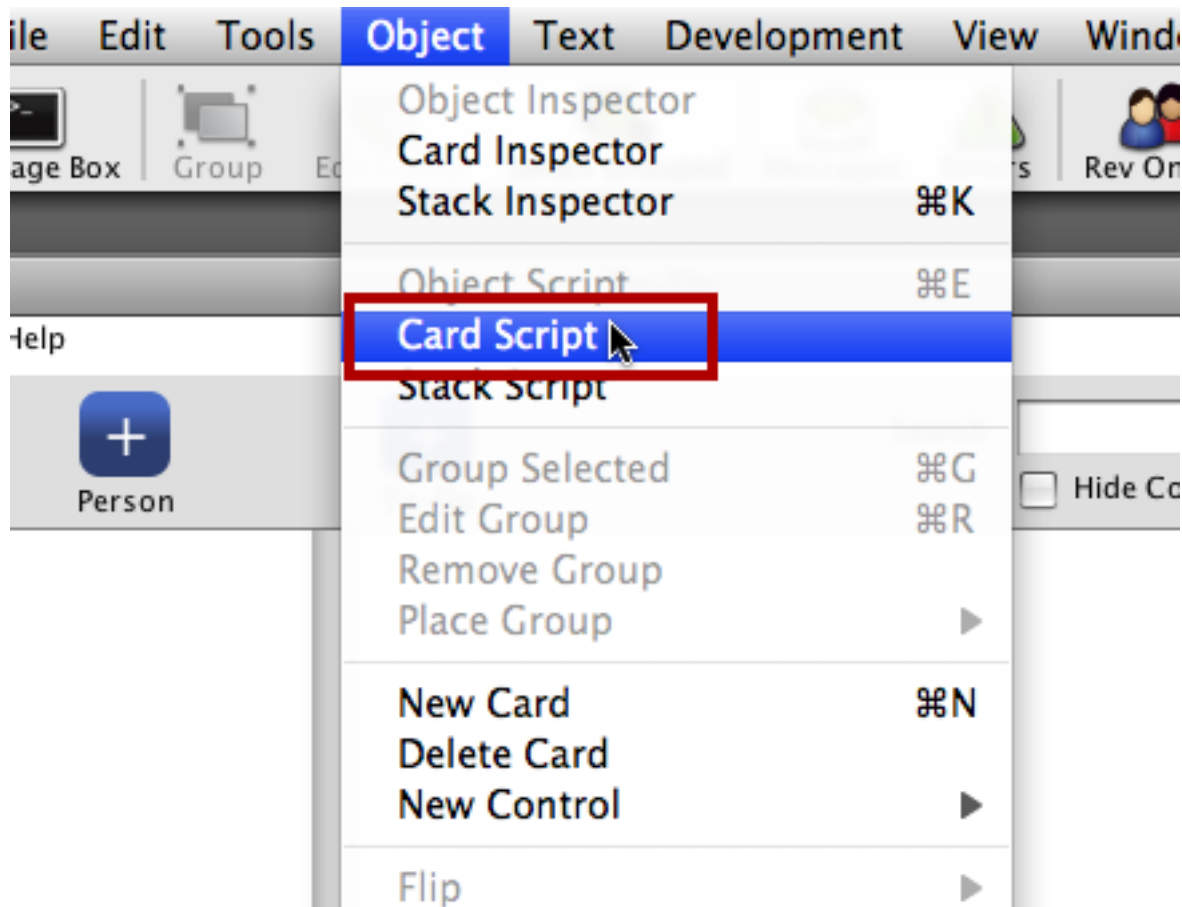 ile Edit Tools Object Text Development View Wind
Object Inspector
Card Inspector
Stack Inspector ⌘K
age Box Group Ec s Rev On
Object Script ⌘E
Help
Card Script
Stack Script
Person
Group Selected ⌘G
Hide Co
Edit Group ⌘R
Remove Group
Place Group
New Card ⌘N
Delete Card
New Control
Flip